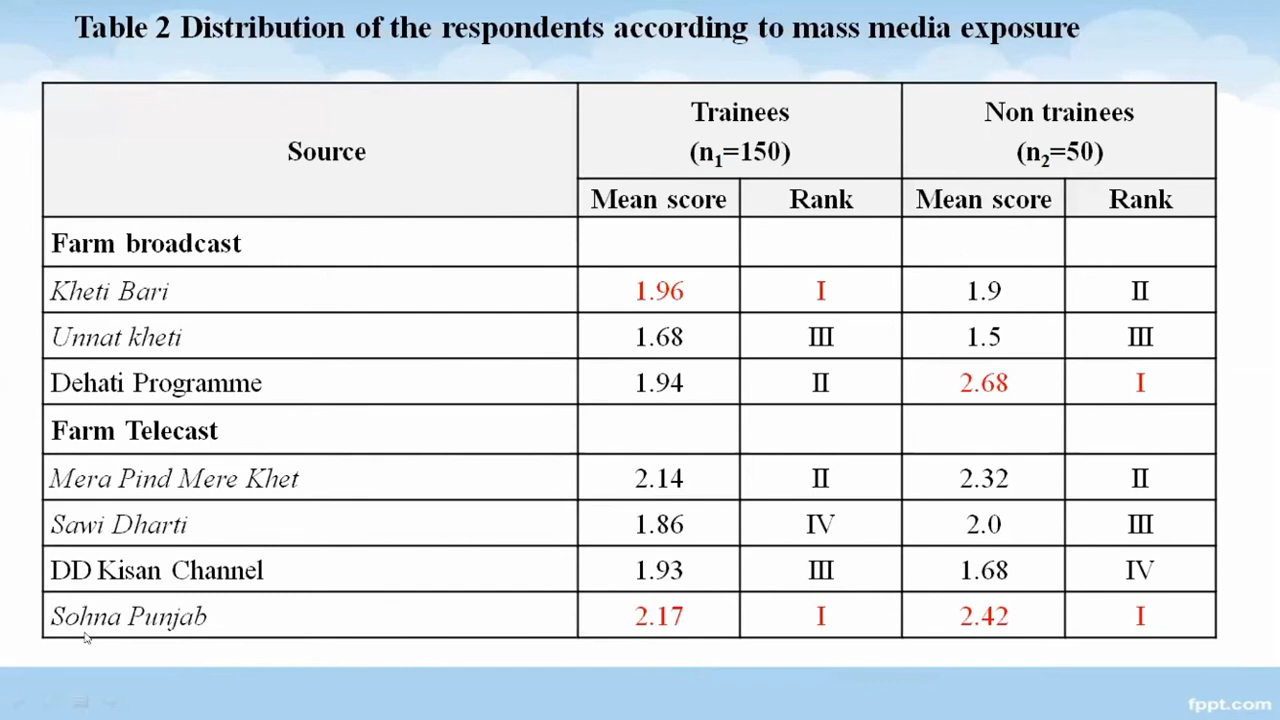 Table 2 Distribution of the respondents according to mass media exposure
Source
Trainees
(n1=150)
Non trainees
(n2=50)
Mean score Rank Mean score Rank
Farm broadcast
Kheti Bari 1.96 I 1.9 II
Unnat kheti 1.68 III 1.5 III
Dehati Programme 1.94 II 2.68 I
Farm Telecast
Mera Pind Mere Khet 2.14 II 2.32 II
Sawi Dharti 1.86 IV 2.0 III
DD Kisan Channel 1.93 III 1.68 IV
Sohna Punjab 2.17 I 2.42 I
fppt.com